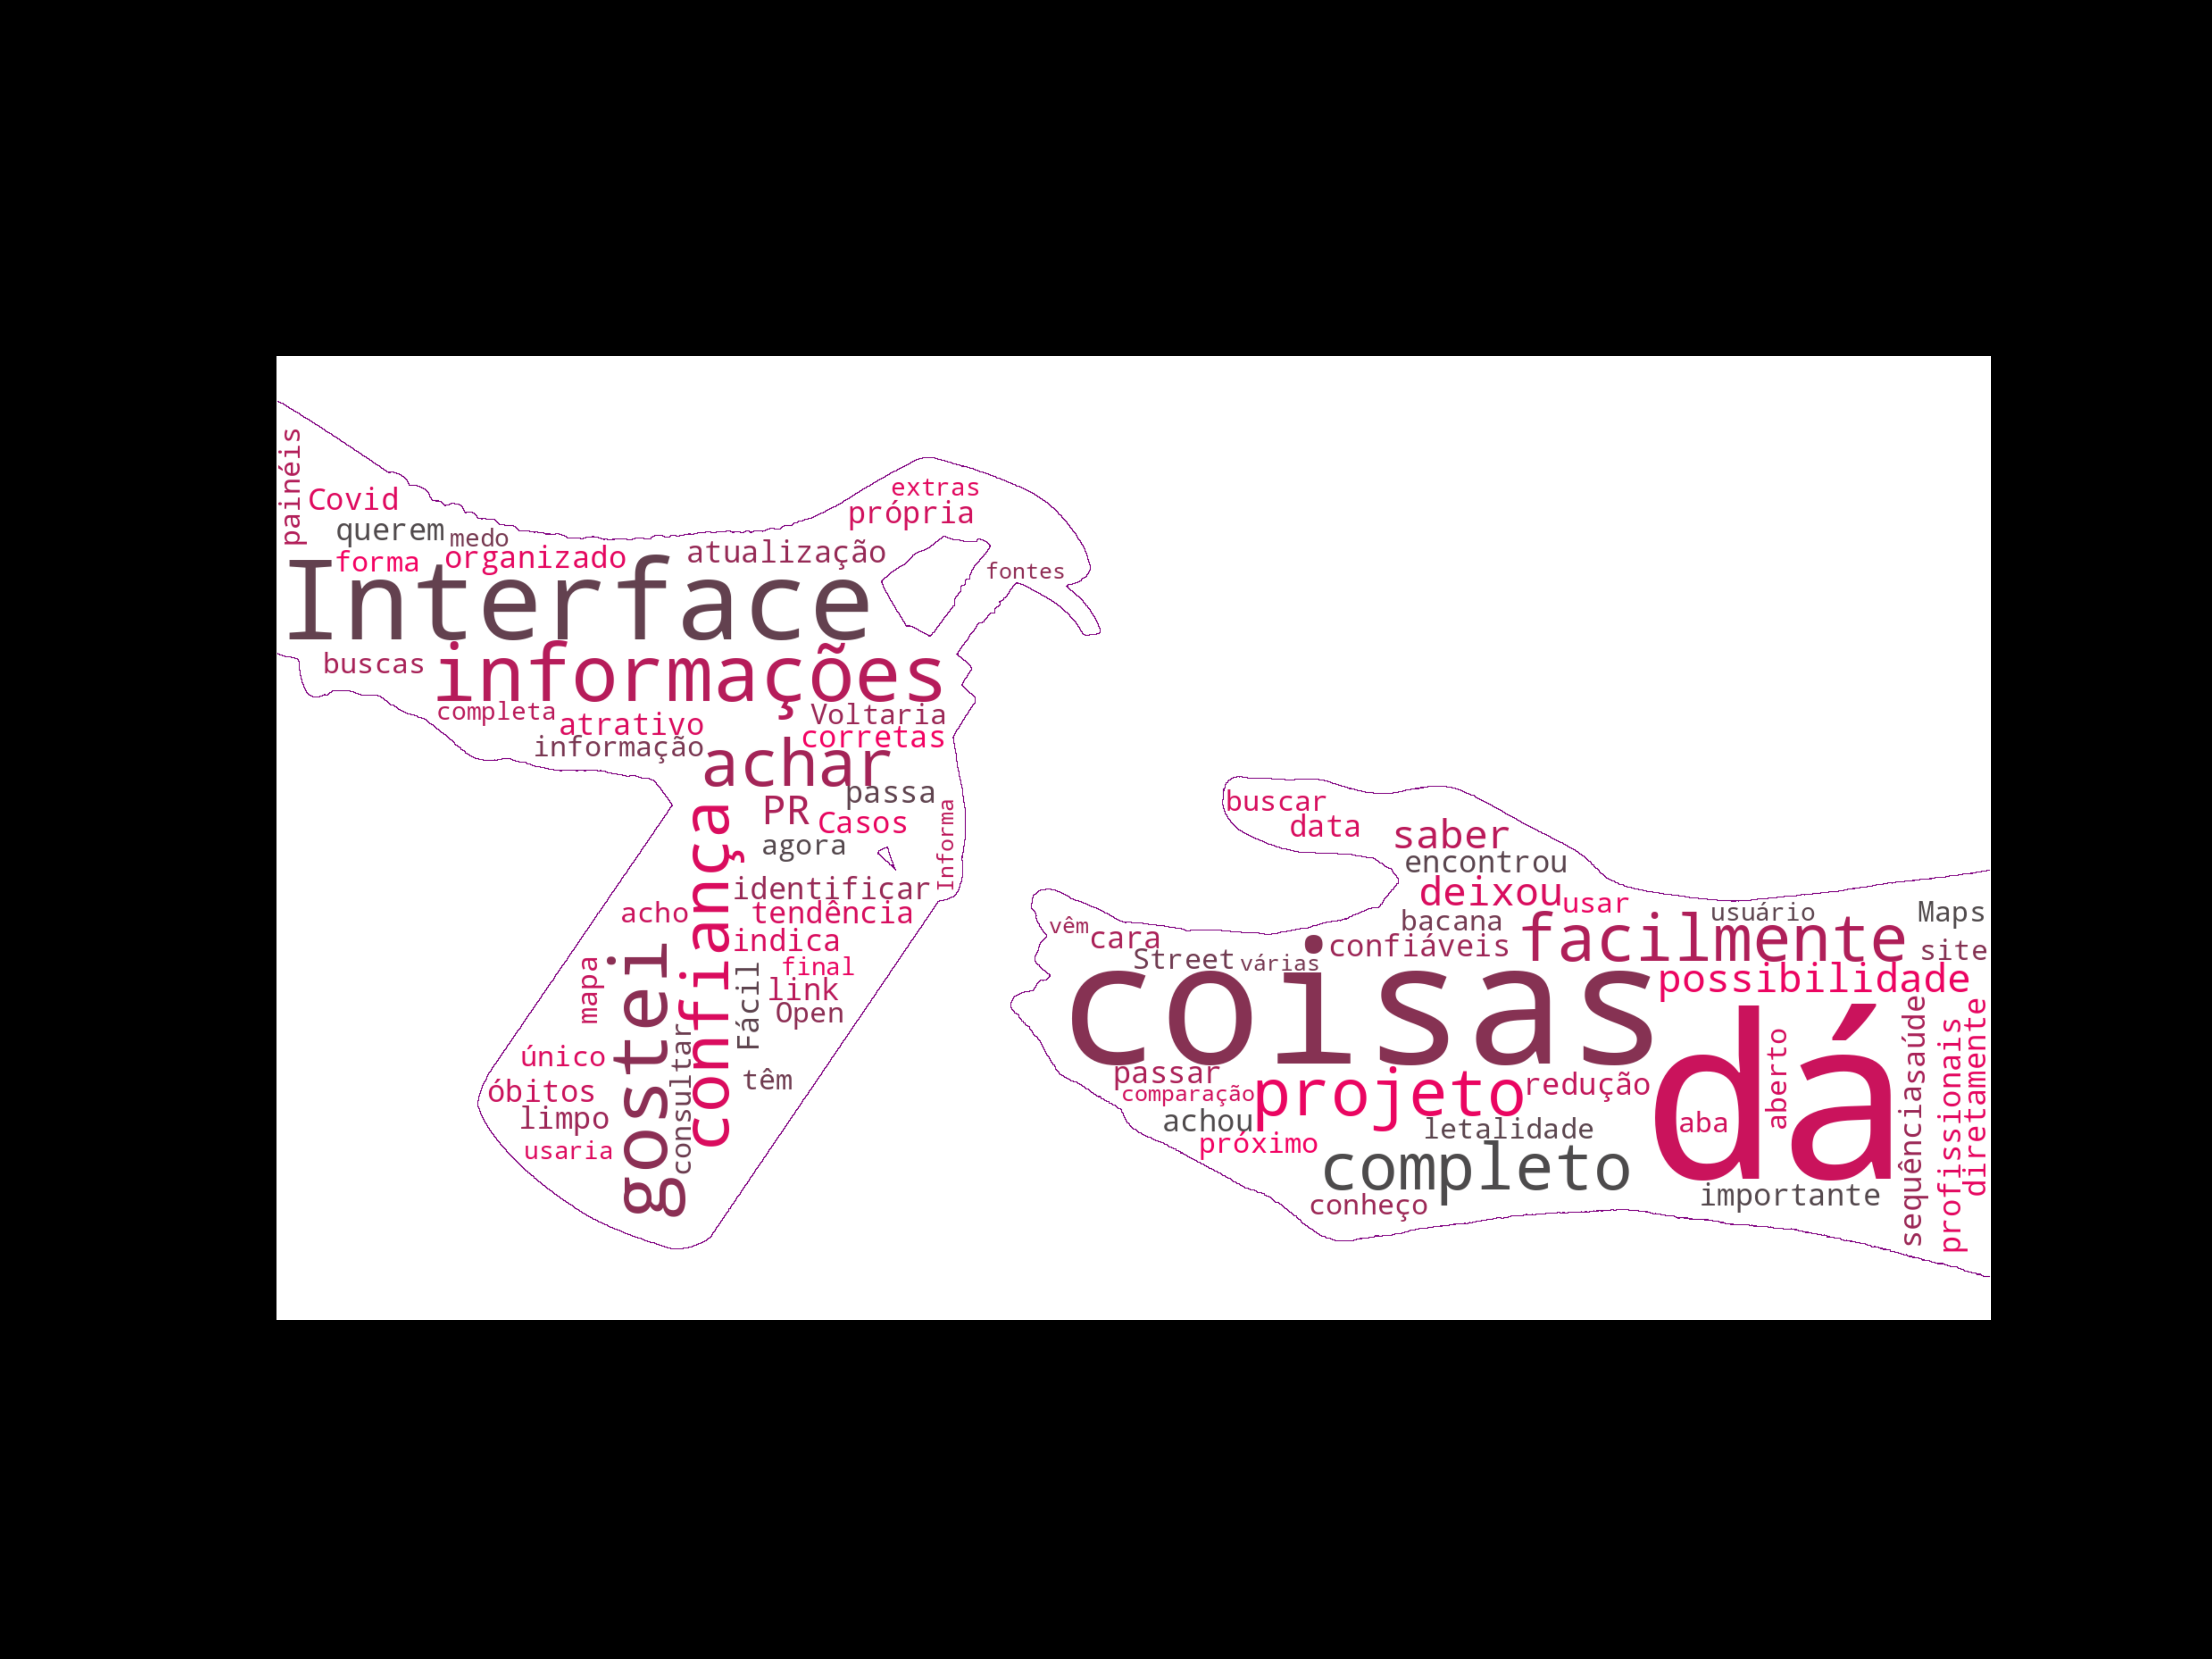 painéis
Covid
querem
medo
forma
organizado
atualização
extras
própria
fontes
Interface
buscas
informações
completa
atrativo
Voltaria
informação
corretas
achar
passa
PR
Casos
Informa
agora
confiança
identificar
acho
tendência
indica
gostei
mapa
final
Fácil
link
Open
consultar
único
têm
óbitos
limpo
usaria
buscar
data
saber
encontrou
deixou
usar
bacana
usuário
Maps
vêm
cara
confiáveis
facilmente
site
Street
várias
coisas
possibilidade
dá
passar
comparação
projeto
redução
aba
aberto
saúde
sequências
profissionais
diretamente
achou
letalidade
próximo
completo
importante
conheço